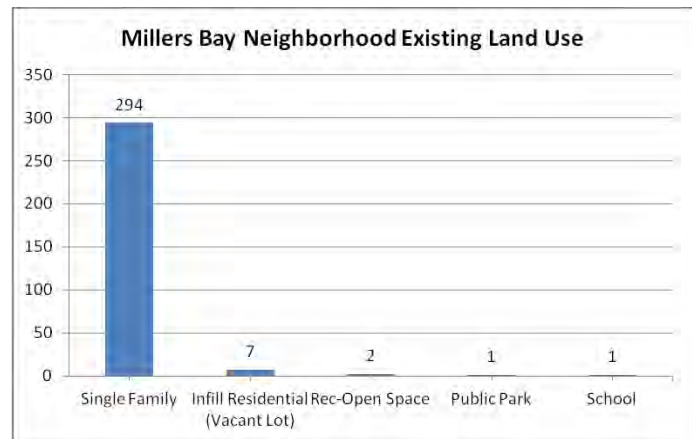 Millers Bay Neighborhood Existing Land Use
350
300
250
200
150
100
50
0
294
7
2
1
1
Single Family
Infill Residential
(Vacant Lot)
Rec-Open Space
Public Park
School